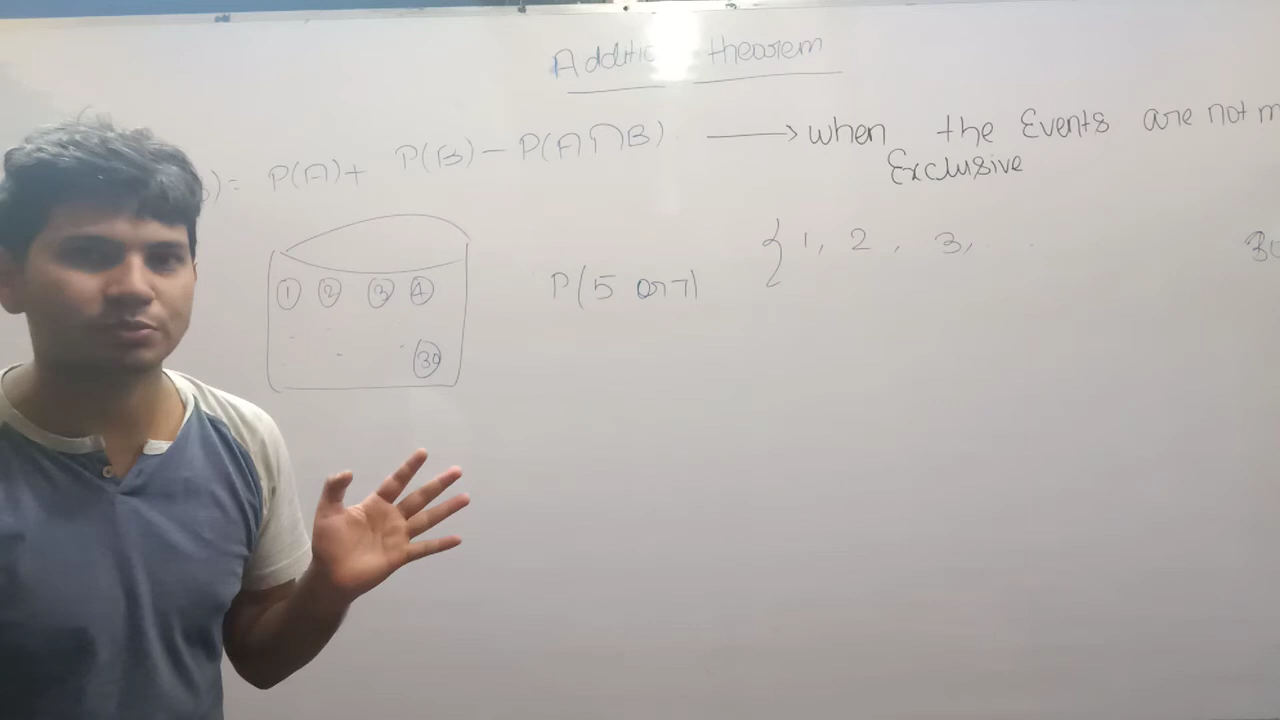 Additi theorem
) = P(A) + P(B) - P(A∩B) → when the Events are not m
Exclusive
{ 1, 2, 3, . . 30
1 2 3 4
P(5 or 7)
30